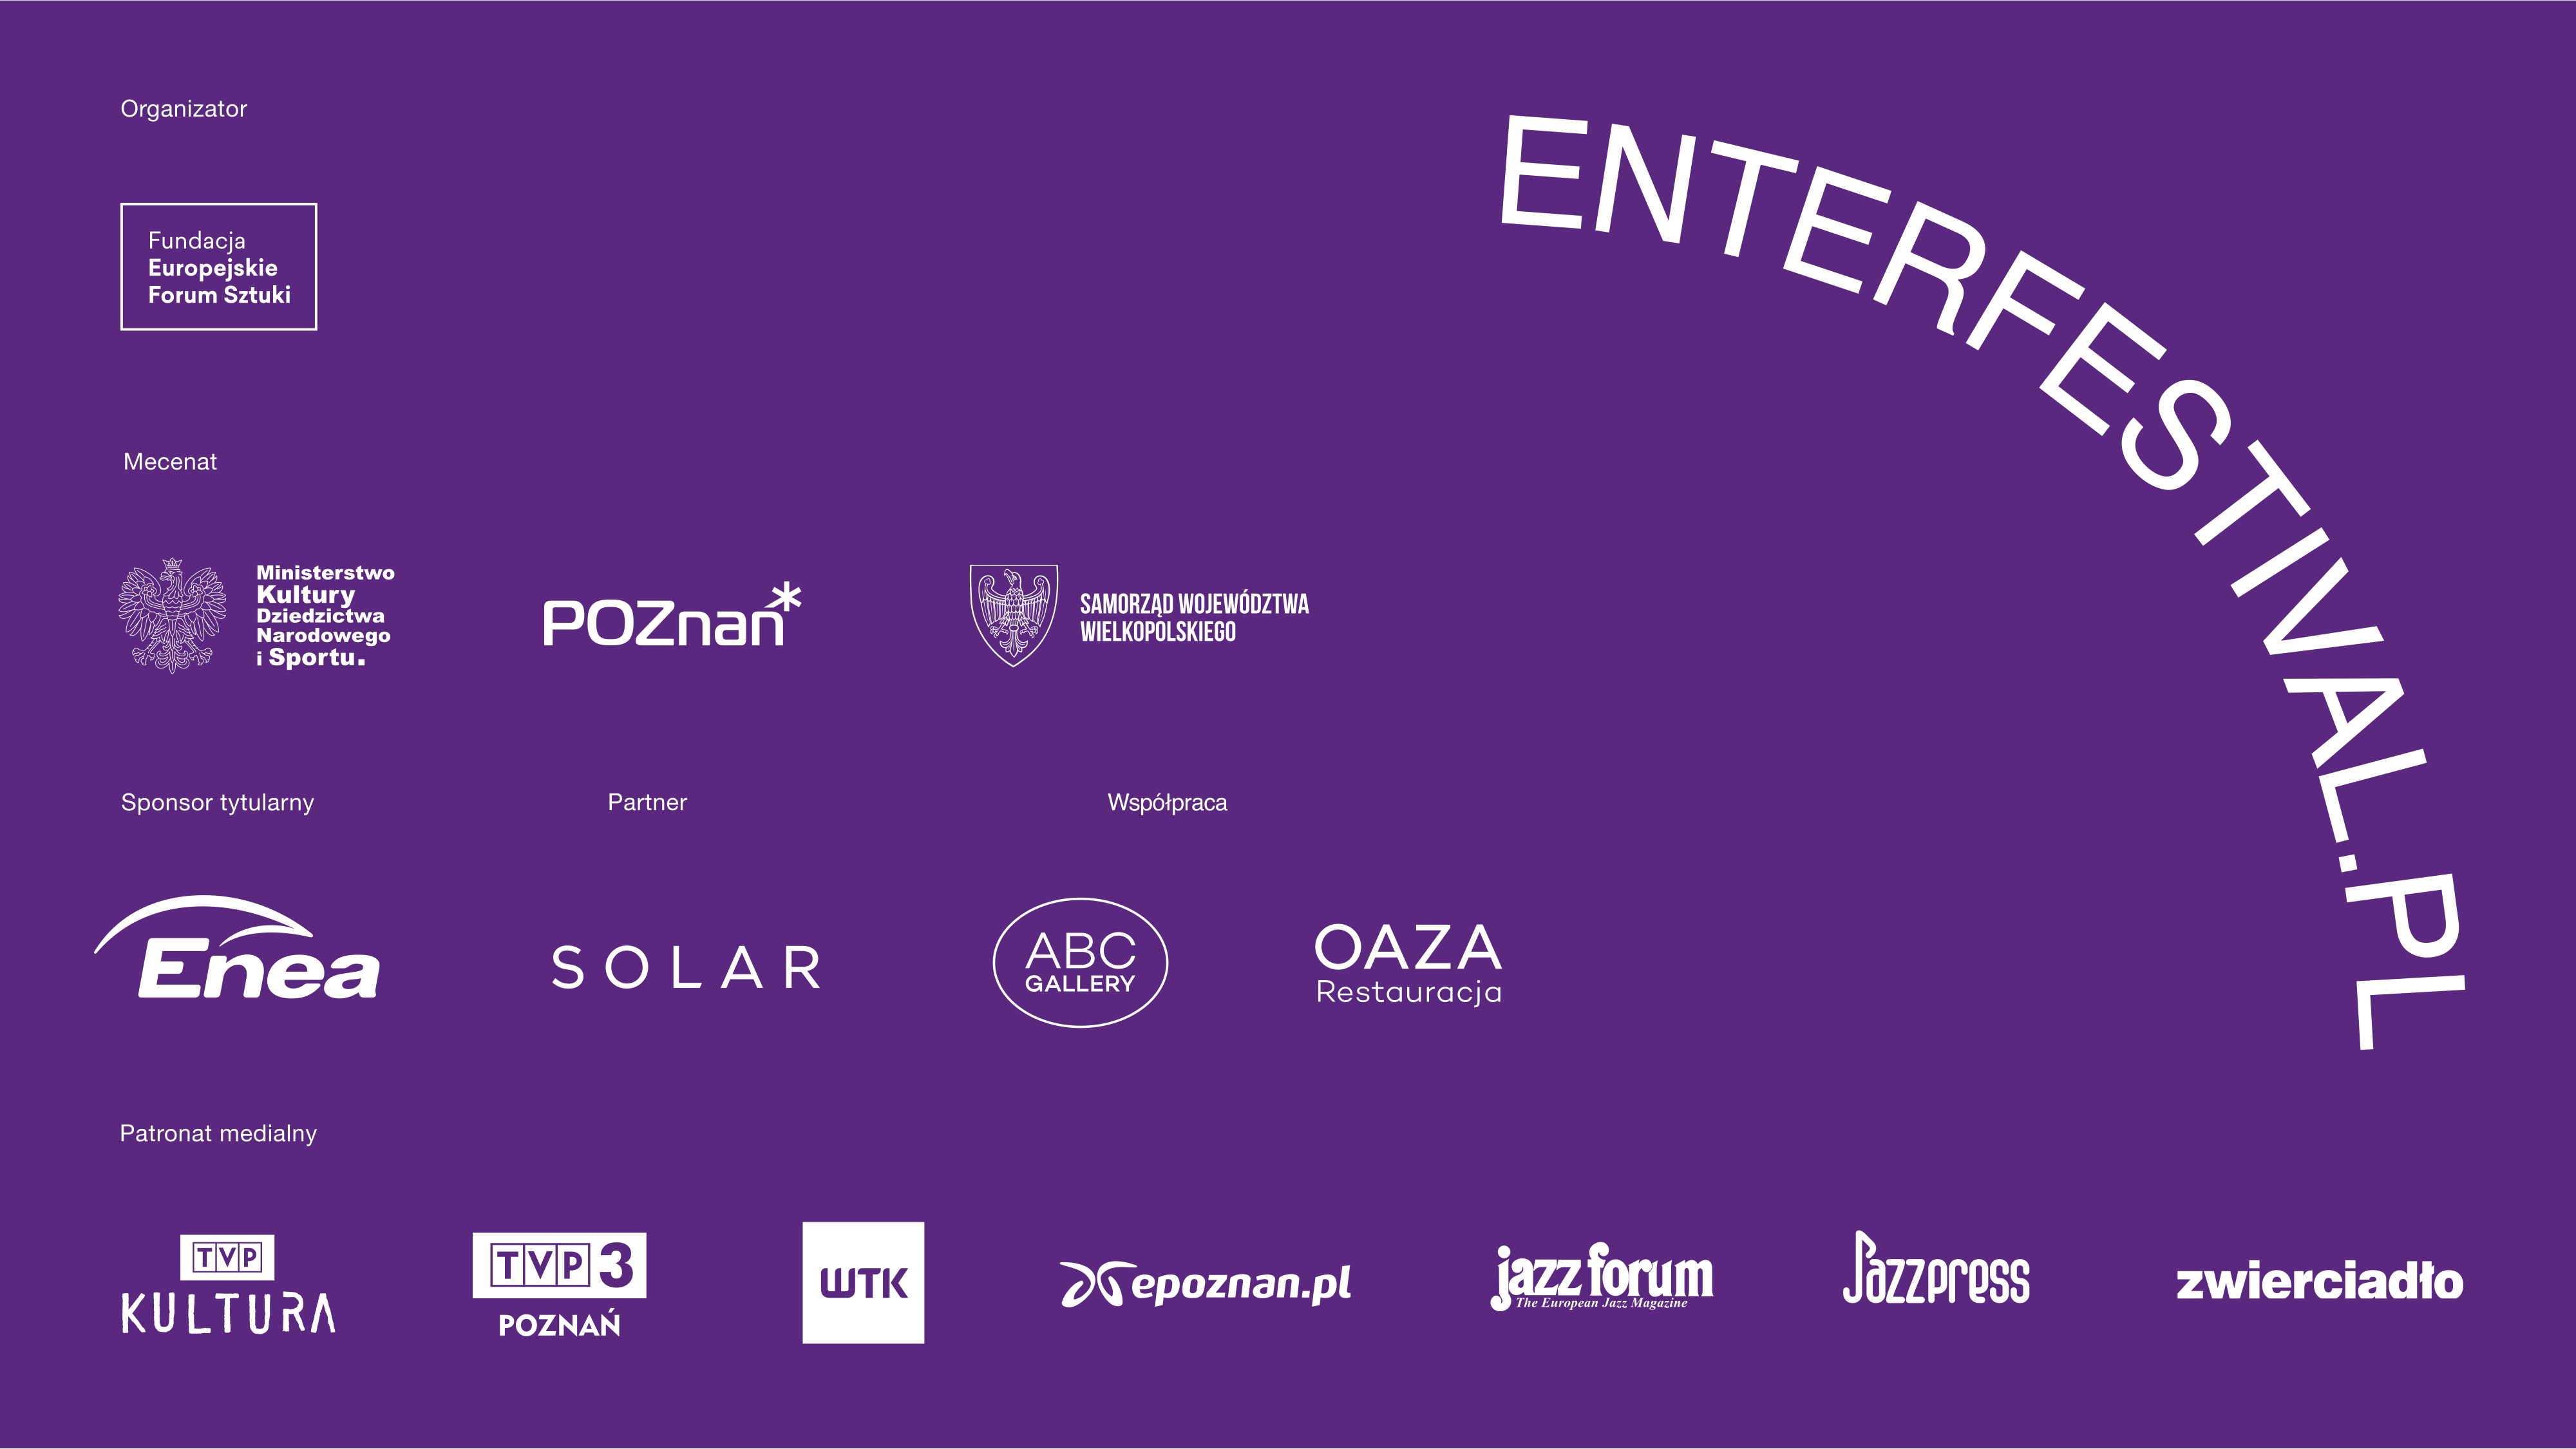 Organizator
ENTERFESTIVAL.PL
Fundacja
Europejskie
Forum Sztuki
Mecenat
Ministerstwo
Kultury
Dziedzictwa
Narodowego
i Sportu.
POZnań*
SAMORZĄD WOJEWÓDZTWA
WIELKOPOLSKIEGO
Sponsor tytularny
Partner
Współpraca
Enea
SOLAR
ABC
GALLERY
OAZA
Restauracja
Patronat medialny
TVP
KULTURA
TVP 3
POZNAŃ
WTK
epoznan.pl
jazz forum
The European Jazz Magazine
Jazzpress
zwierciadło